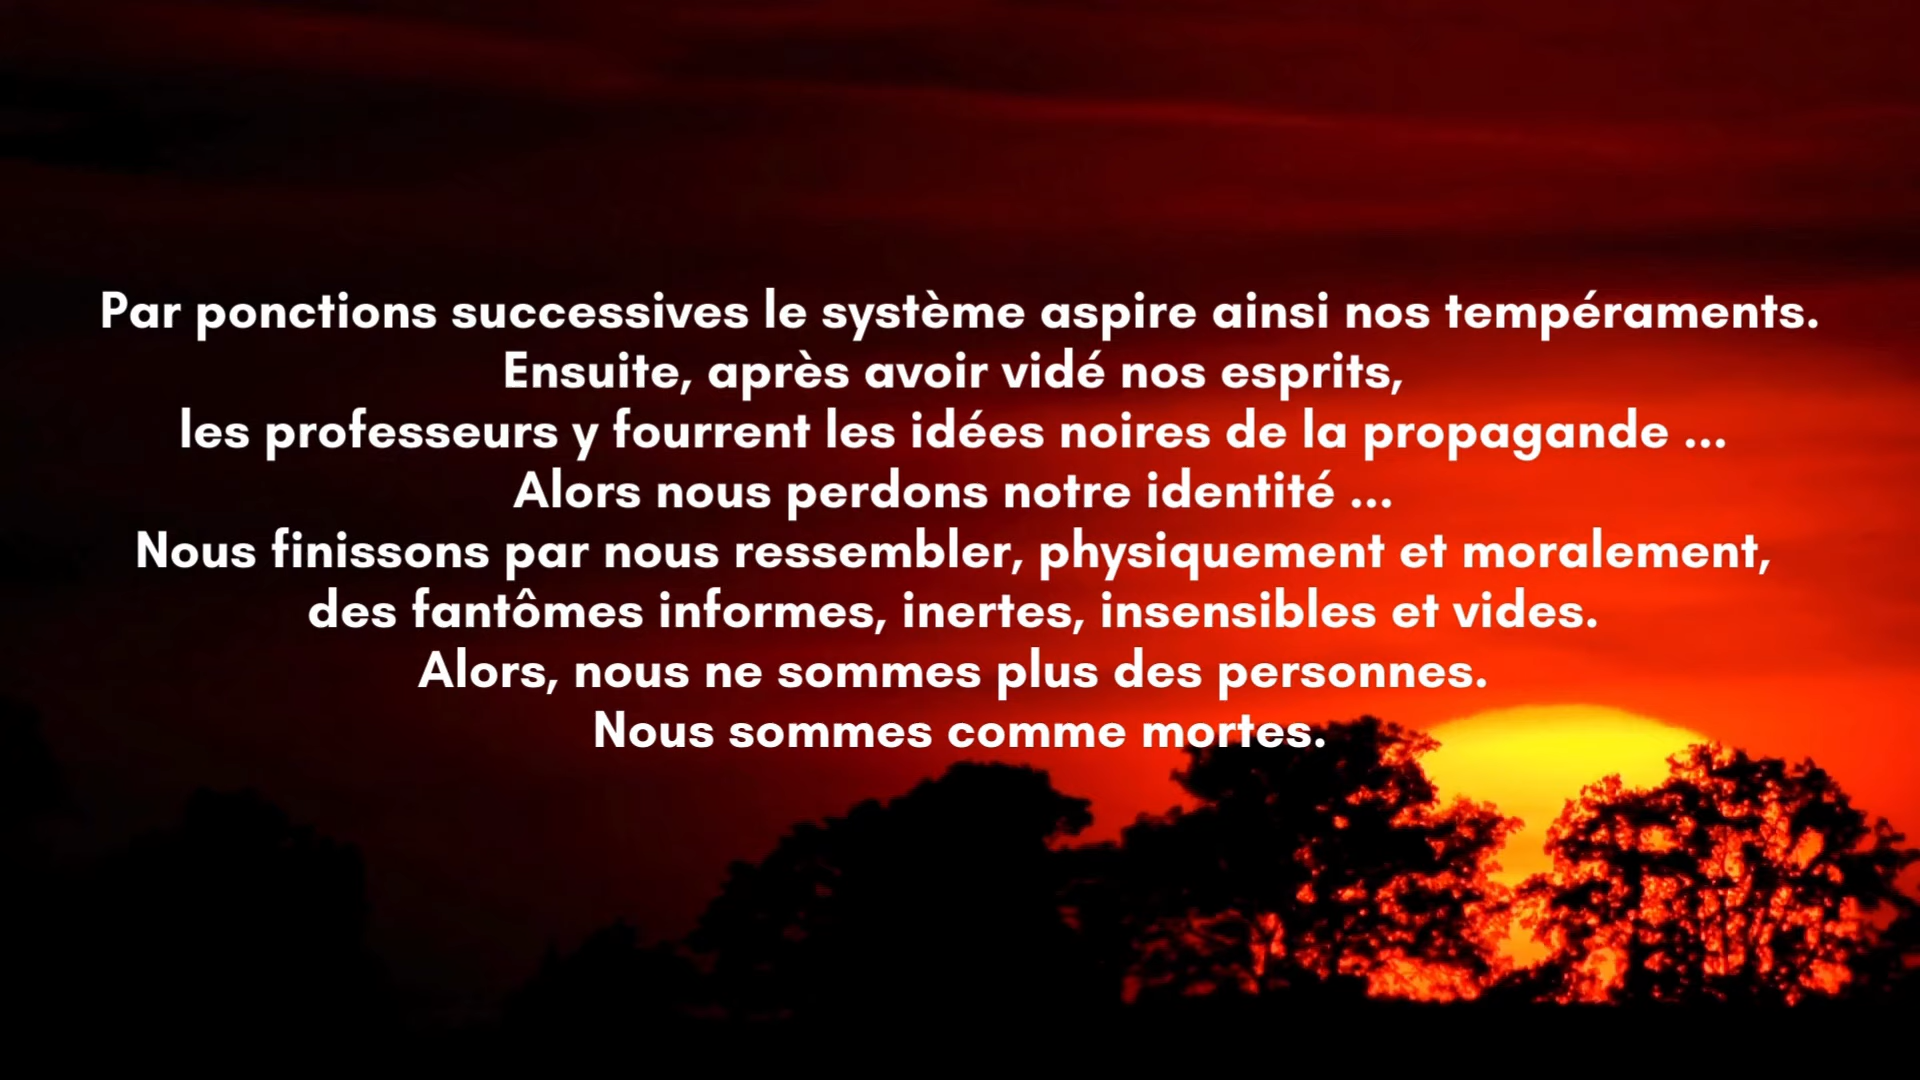 Par ponctions successives le système aspire ainsi nos tempéraments.
Ensuite, après avoir vidé nos esprits,
les professeurs y fourrent les idées noires de la propagande ...
Alors nous perdons notre identité ...
Nous finissons par nous ressembler, physiquement et moralement,
des fantômes informes, inertes, insensibles et vides.
Alors, nous ne sommes plus des personnes.
Nous sommes comme mortes.